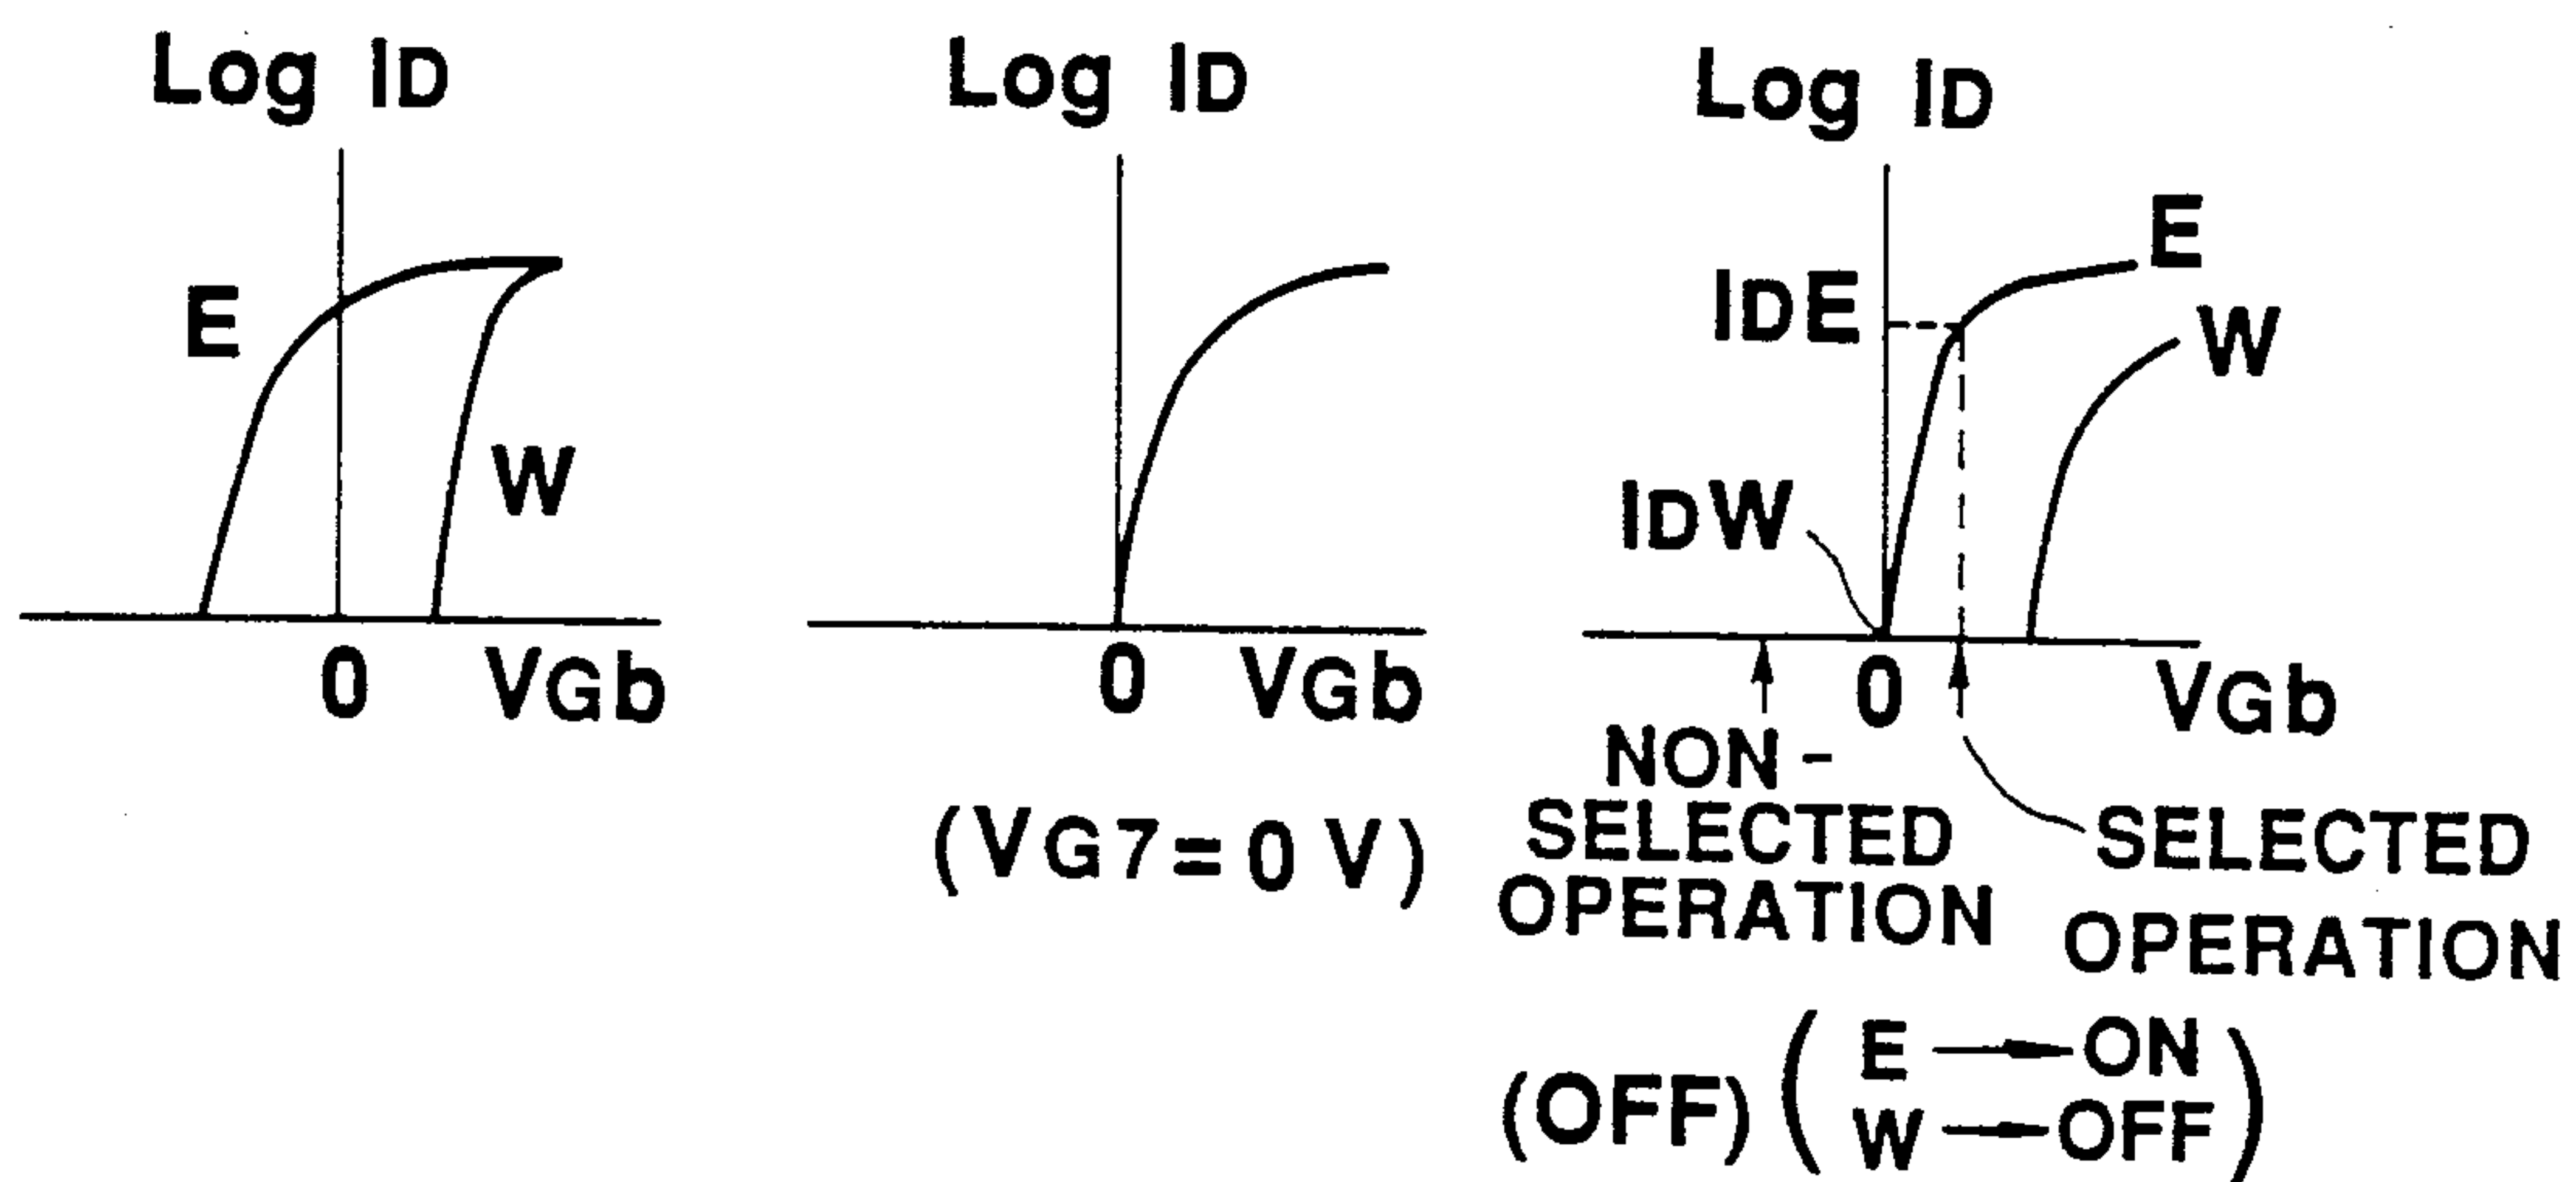 Log ID
E
W
0 VGb
Log ID
0 VGb
(VG7=0 V)
Log ID
E
W
IDE
IDW
0 VGb
NON-
SELECTED
OPERATION
SELECTED
OPERATION
(OFF)
(E → ON
W → OFF)